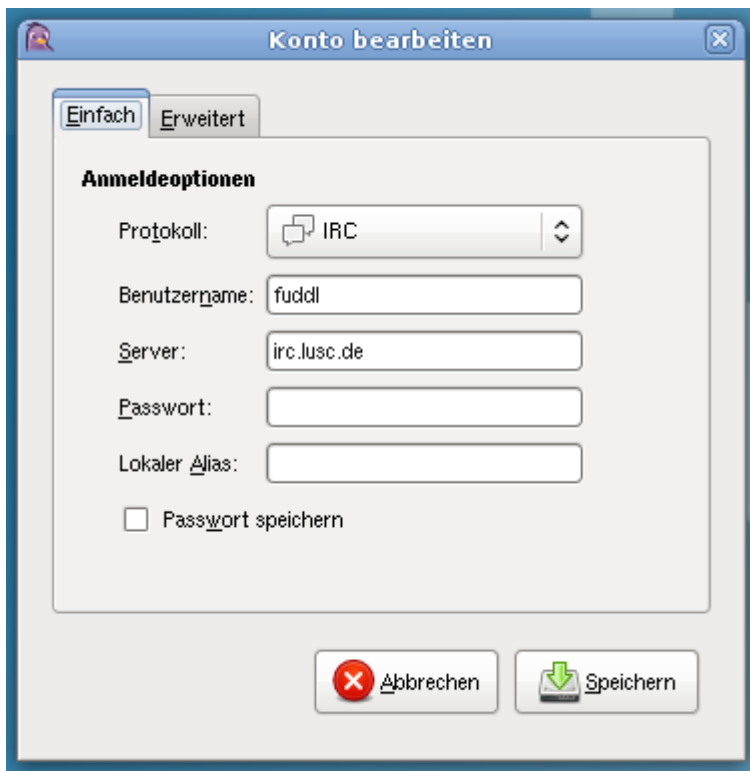 Konto bearbeiten
Einfach Erweitert
Anmeldeoptionen
Protokoll: IRC
Benutzername: fuddl
Server: irc.lusc.de
Passwort:
Lokaler Alias:
Passwort speichern
Abbrechen Speichern